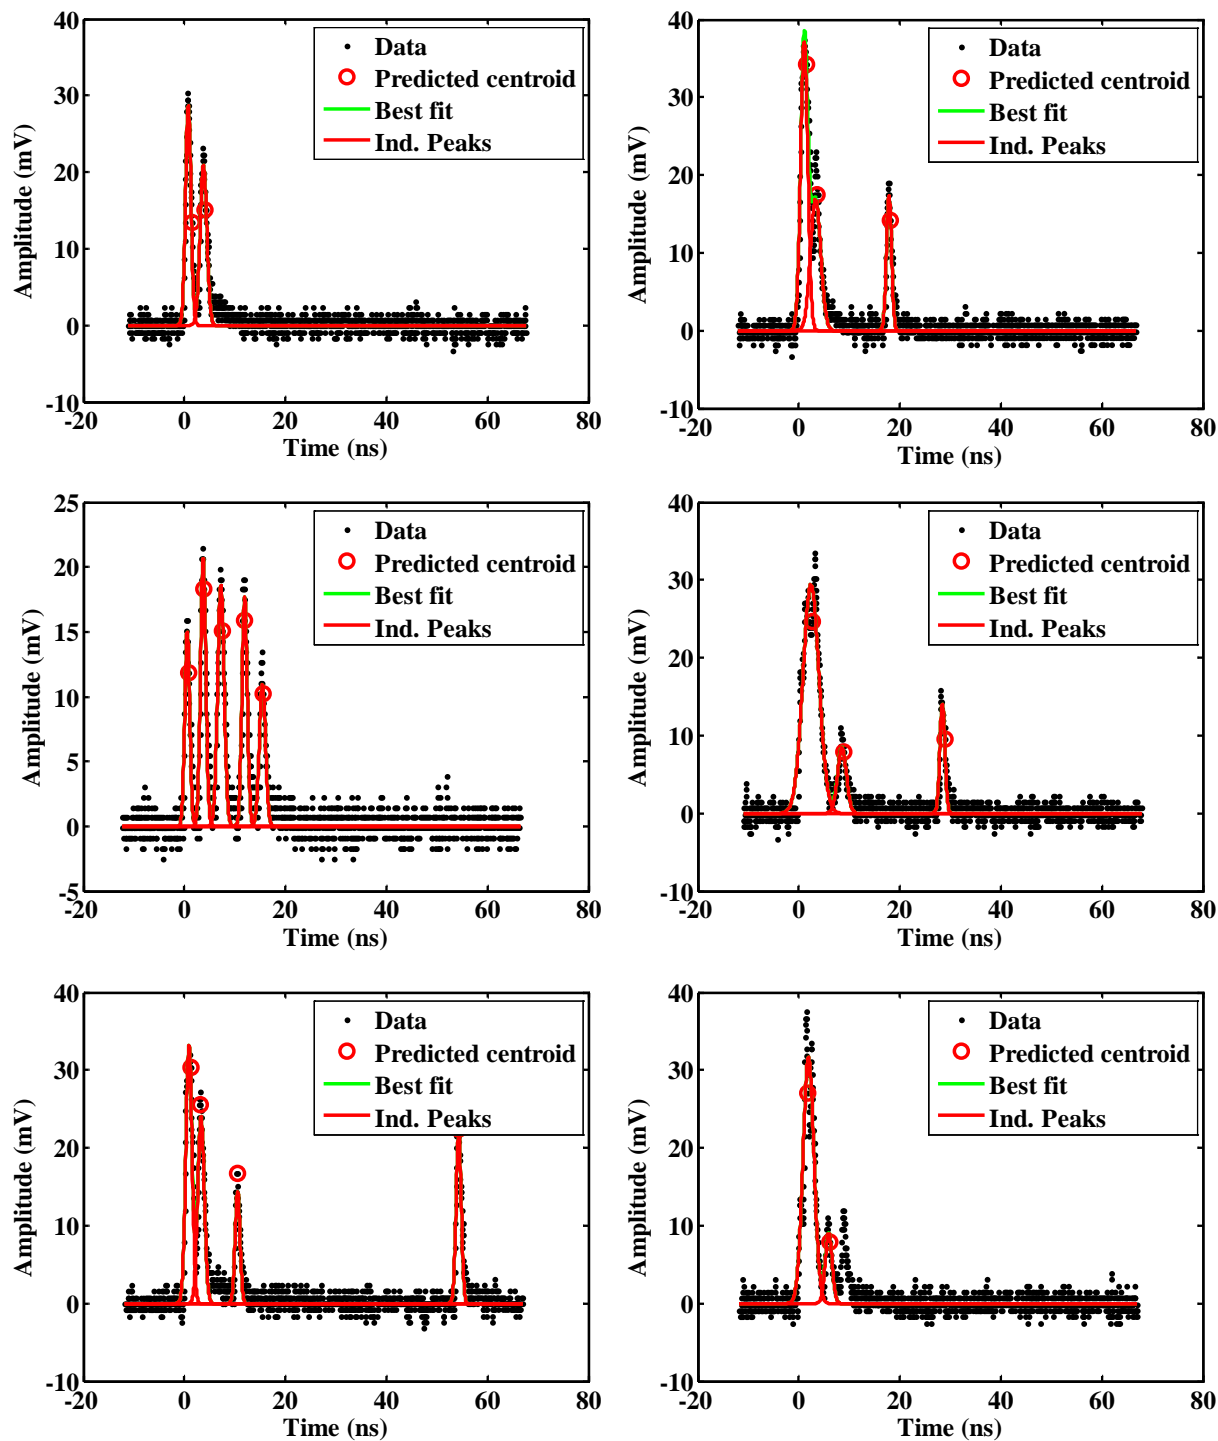 40
30
20
10
0
-10
-20 0 20 40 60 80
Amplitude (mV)
Time (ns)
Data
Predicted centroid
Best fit
Ind. Peaks
40
30
20
10
0
-10
-20 0 20 40 60 80
Amplitude (mV)
Time (ns)
Data
Predicted centroid
Best fit
Ind. Peaks
25
20
15
10
5
0
-5
-20 0 20 40 60 80
Amplitude (mV)
Time (ns)
Data
Predicted centroid
Best fit
Ind. Peaks
40
30
20
10
0
-10
-20 0 20 40 60 80
Amplitude (mV)
Time (ns)
Data
Predicted centroid
Best fit
Ind. Peaks
40
30
20
10
0
-10
-20 0 20 40 60 80
Amplitude (mV)
Time (ns)
Data
Predicted centroid
Best fit
Ind. Peaks
40
30
20
10
0
-10
-20 0 20 40 60 80
Amplitude (mV)
Time (ns)
Data
Predicted centroid
Best fit
Ind. Peaks